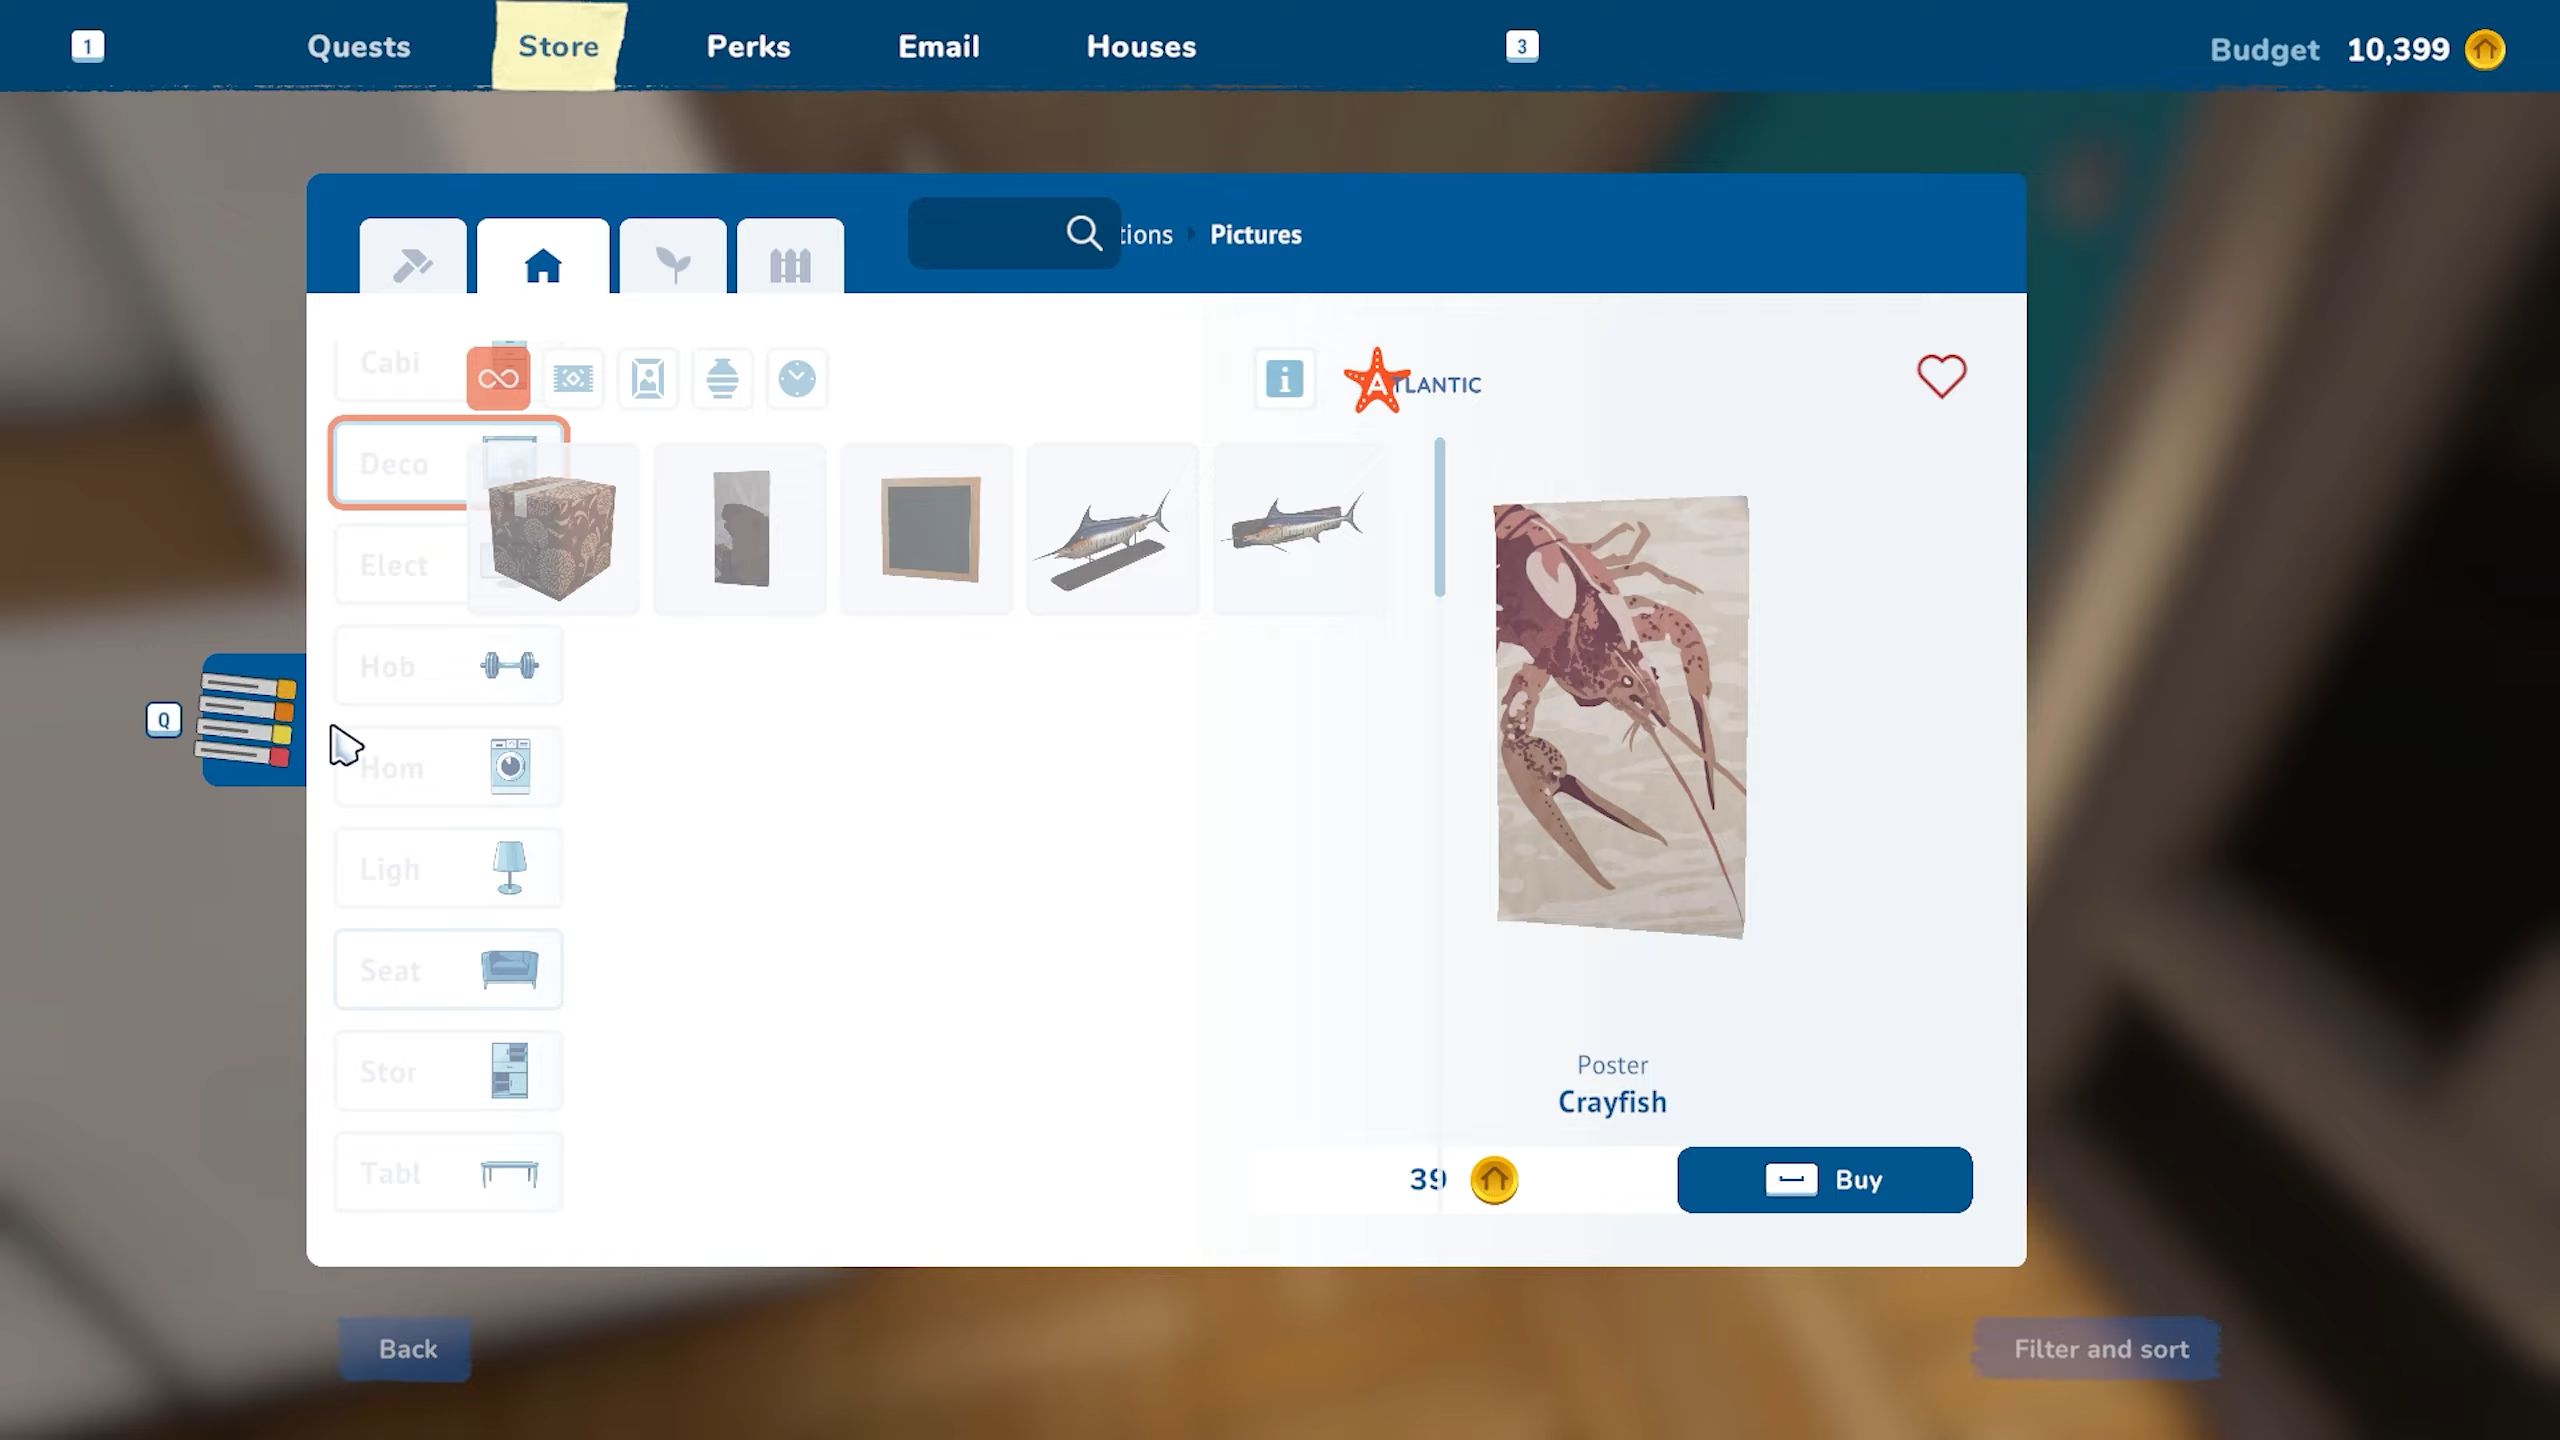 1
Quests
Store
Perks
Email
Houses
3
Budget 10,399
tions
Pictures
Cabi
Deco
Elect
Hob
Hom
Ligh
Seat
Stor
Tabl
Q
i
ATLANTIC
Poster
Crayfish
39
Buy
Back
Filter and sort